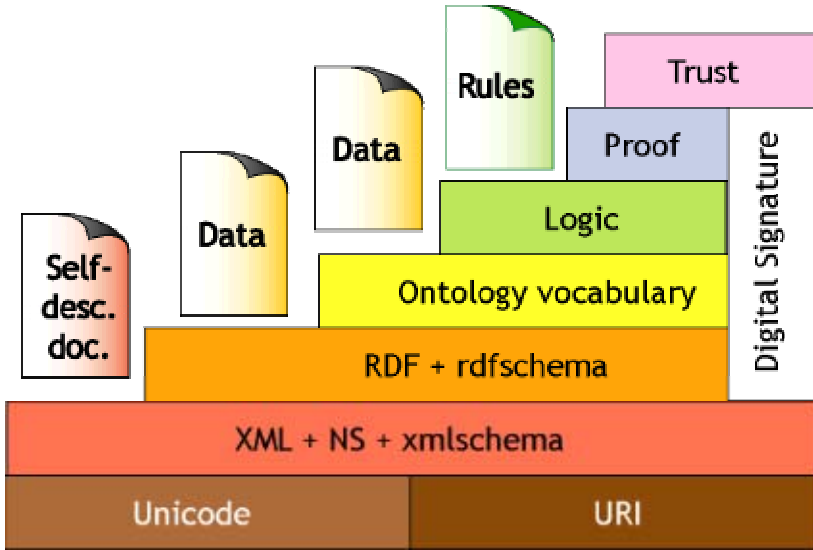 Rules
Trust
Data
Proof
Data
Logic
Self-
desc.
doc.
Ontology vocabulary
Digital Signature
RDF + rdfschema
XML + NS + xmlschema
Unicode
URI